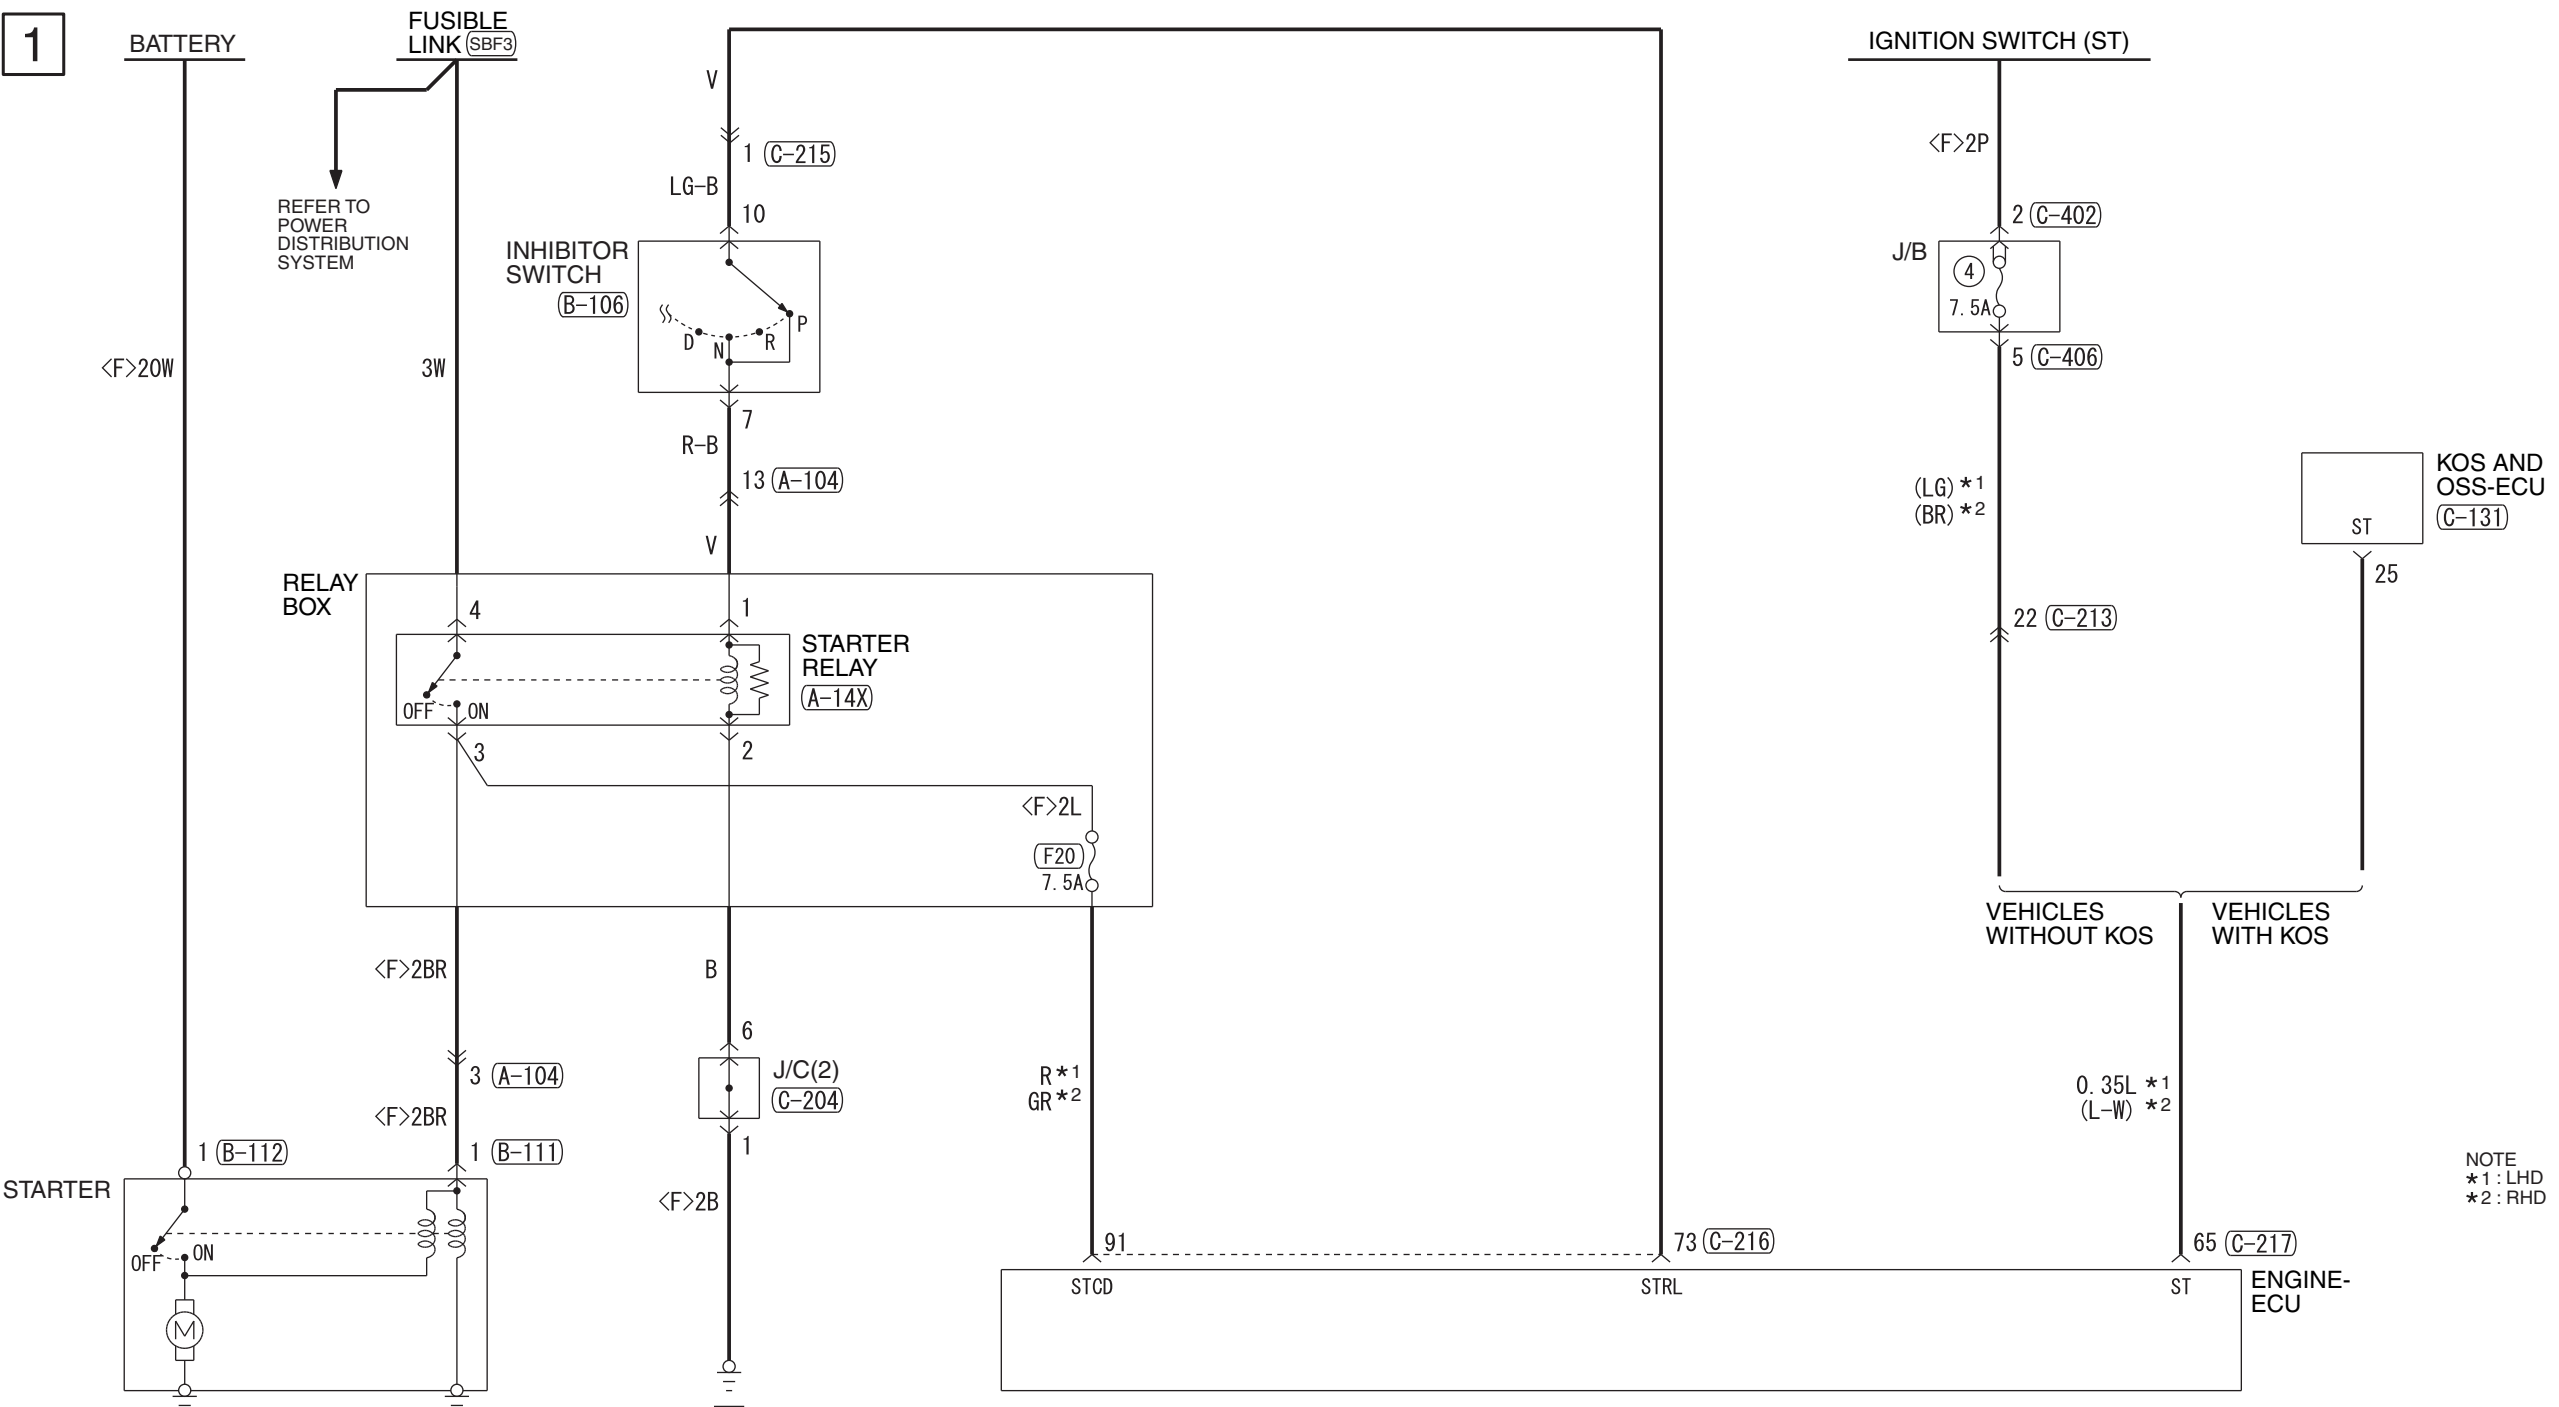 1
BATTERY
FUSIBLE
LINK SBF3
IGNITION SWITCH (ST)
V
<F>2P
1 C-215
LG-B
REFER TO
POWER
DISTRIBUTION
SYSTEM
10
2 C-402
INHIBITOR
SWITCH
B-106
J/B
4
7.5A
P
D
N
R
<F>20W
3W
5 C-406
7
R-B
13 A-104
V
(LG) *1
(BR) *2
KOS AND
OSS-ECU
C-131
ST
25
RELAY
BOX
4
1
22 C-213
STARTER
RELAY
A-14X
OFF
ON
3
2
<F>2L
F20
7.5A
VEHICLES
WITHOUT KOS
VEHICLES
WITH KOS
<F>2BR
B
6
3 A-104
J/C(2)
C-204
R*1
GR*2
0.35L *1
(L-W) *2
<F>2BR
1 B-112
1 B-111
1
NOTE
*1 : LHD
*2 : RHD
STARTER
<F>2B
91
73 C-216
65 C-217
OFF
ON
STCD
STRL
ST
ENGINE-
ECU
M